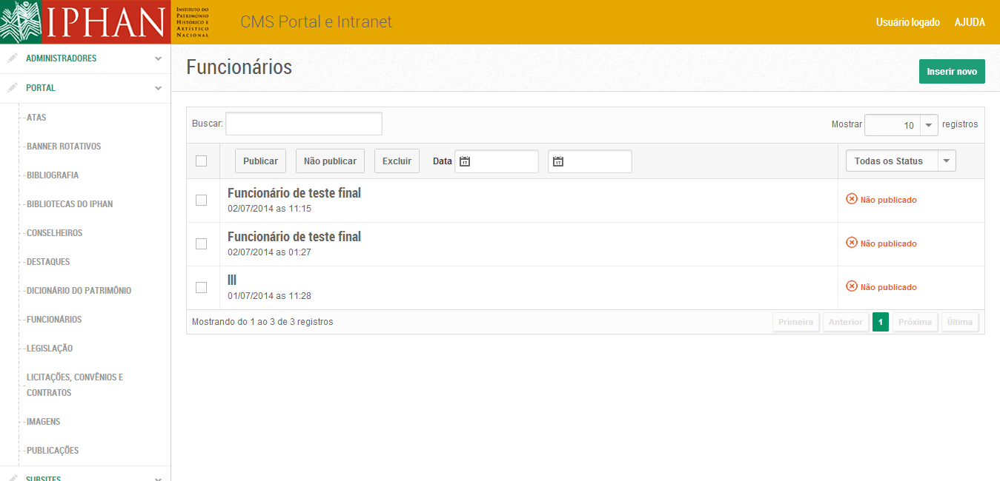 IPHAN
INSTITUTO DO
PATRIMÔNIO
HISTÓRICO E
ARTÍSTICO
NACIONAL
CMS Portal e Intranet
Usuário logado
AJUDA
ADMINISTRADORES
PORTAL
ATAS
BANNER ROTATIVOS
BIBLIOGRAFIA
BIBLIOTECAS DO IPHAN
CONSELHEIROS
DESTAQUES
DICIONÁRIO DO PATRIMÔNIO
FUNCIONÁRIOS
LEGISLAÇÃO
LICITAÇÕES, CONVÊNIOS E
CONTRATOS
IMAGENS
PUBLICAÇÕES
SUBSITES
Funcionários
Inserir novo
Buscar:
Mostrar 10 registros
Publicar Não publicar Excluir Data 17 17 Todas os Status
Funcionário de teste final
02/07/2014 as 11:15
Não publicado
Funcionário de teste final
02/07/2014 as 01:27
Não publicado
lll
01/07/2014 as 11:28
Não publicado
Mostrando do 1 ao 3 de 3 registros
Primeira Anterior 1 Próxima Última